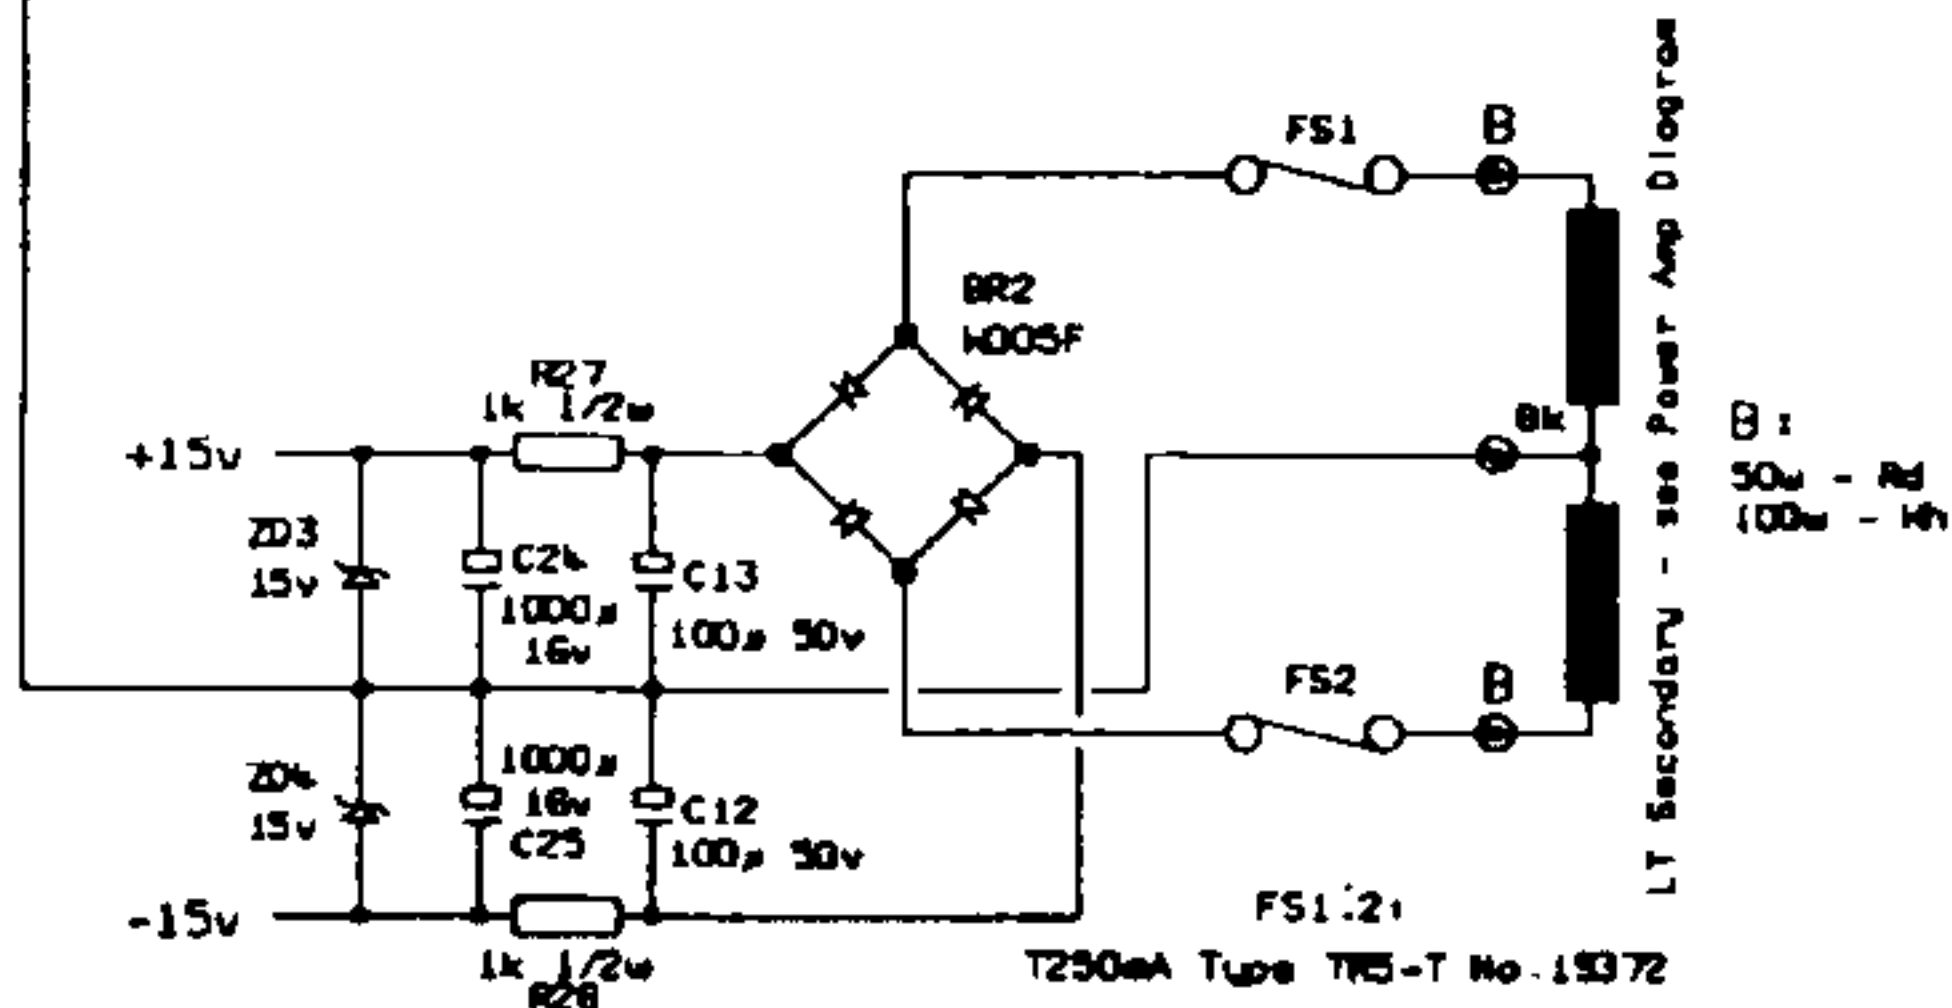 FS1
B
BR2
W005F
R27
1k 1/2w
+15v
Bk
B:
50w - Rd
100w - Wh
ZD3
15v
C24
1000µ
16v
C13
100µ 50v
FS2
B
ZD4
15v
1000µ
16v
C25
C12
100µ 50v
-15v
1k 1/2w
R28
FS1.2:
T250mA Type TR5-T No.19372
LT Secondary - see Power Amp Diagram